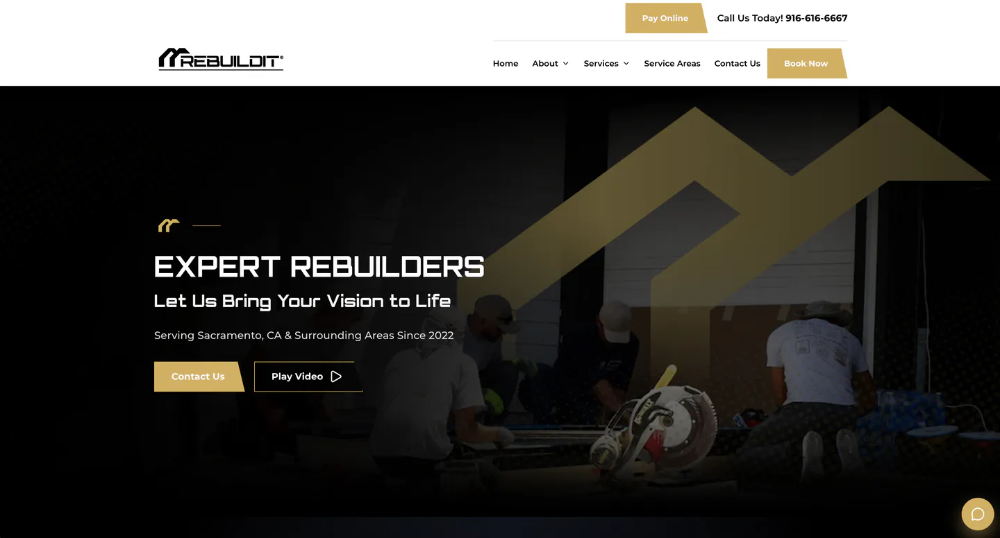 Pay Online
Call Us Today! 916-616-6667
REBUILDIT®
Home
About
Services
Service Areas
Contact Us
Book Now
EXPERT REBUILDERS
Let Us Bring Your Vision to Life
Serving Sacramento, CA & Surrounding Areas Since 2022
Contact Us
Play Video
DEWALT